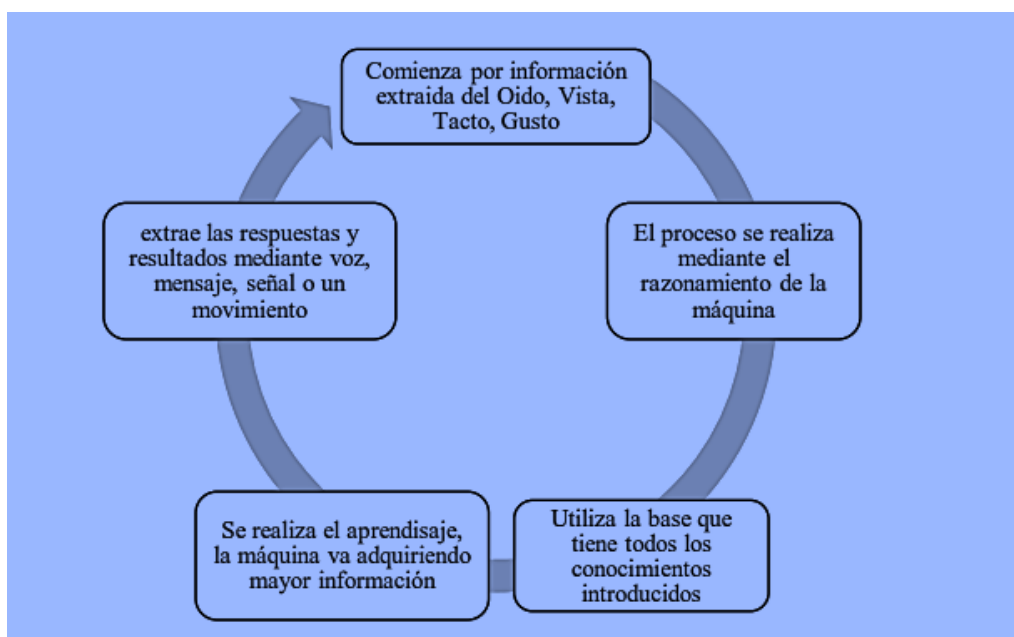 Comienza por información
extraida del Oido, Vista,
Tacto, Gusto
El proceso se realiza
mediante el
razonamiento de la
máquina
Utiliza la base que
tiene todos los
conocimientos
introducidos
Se realiza el aprendisaje,
la máquina va adquiriendo
mayor información
extrae las respuestas y
resultados mediante voz,
mensaje, señal o un
movimiento